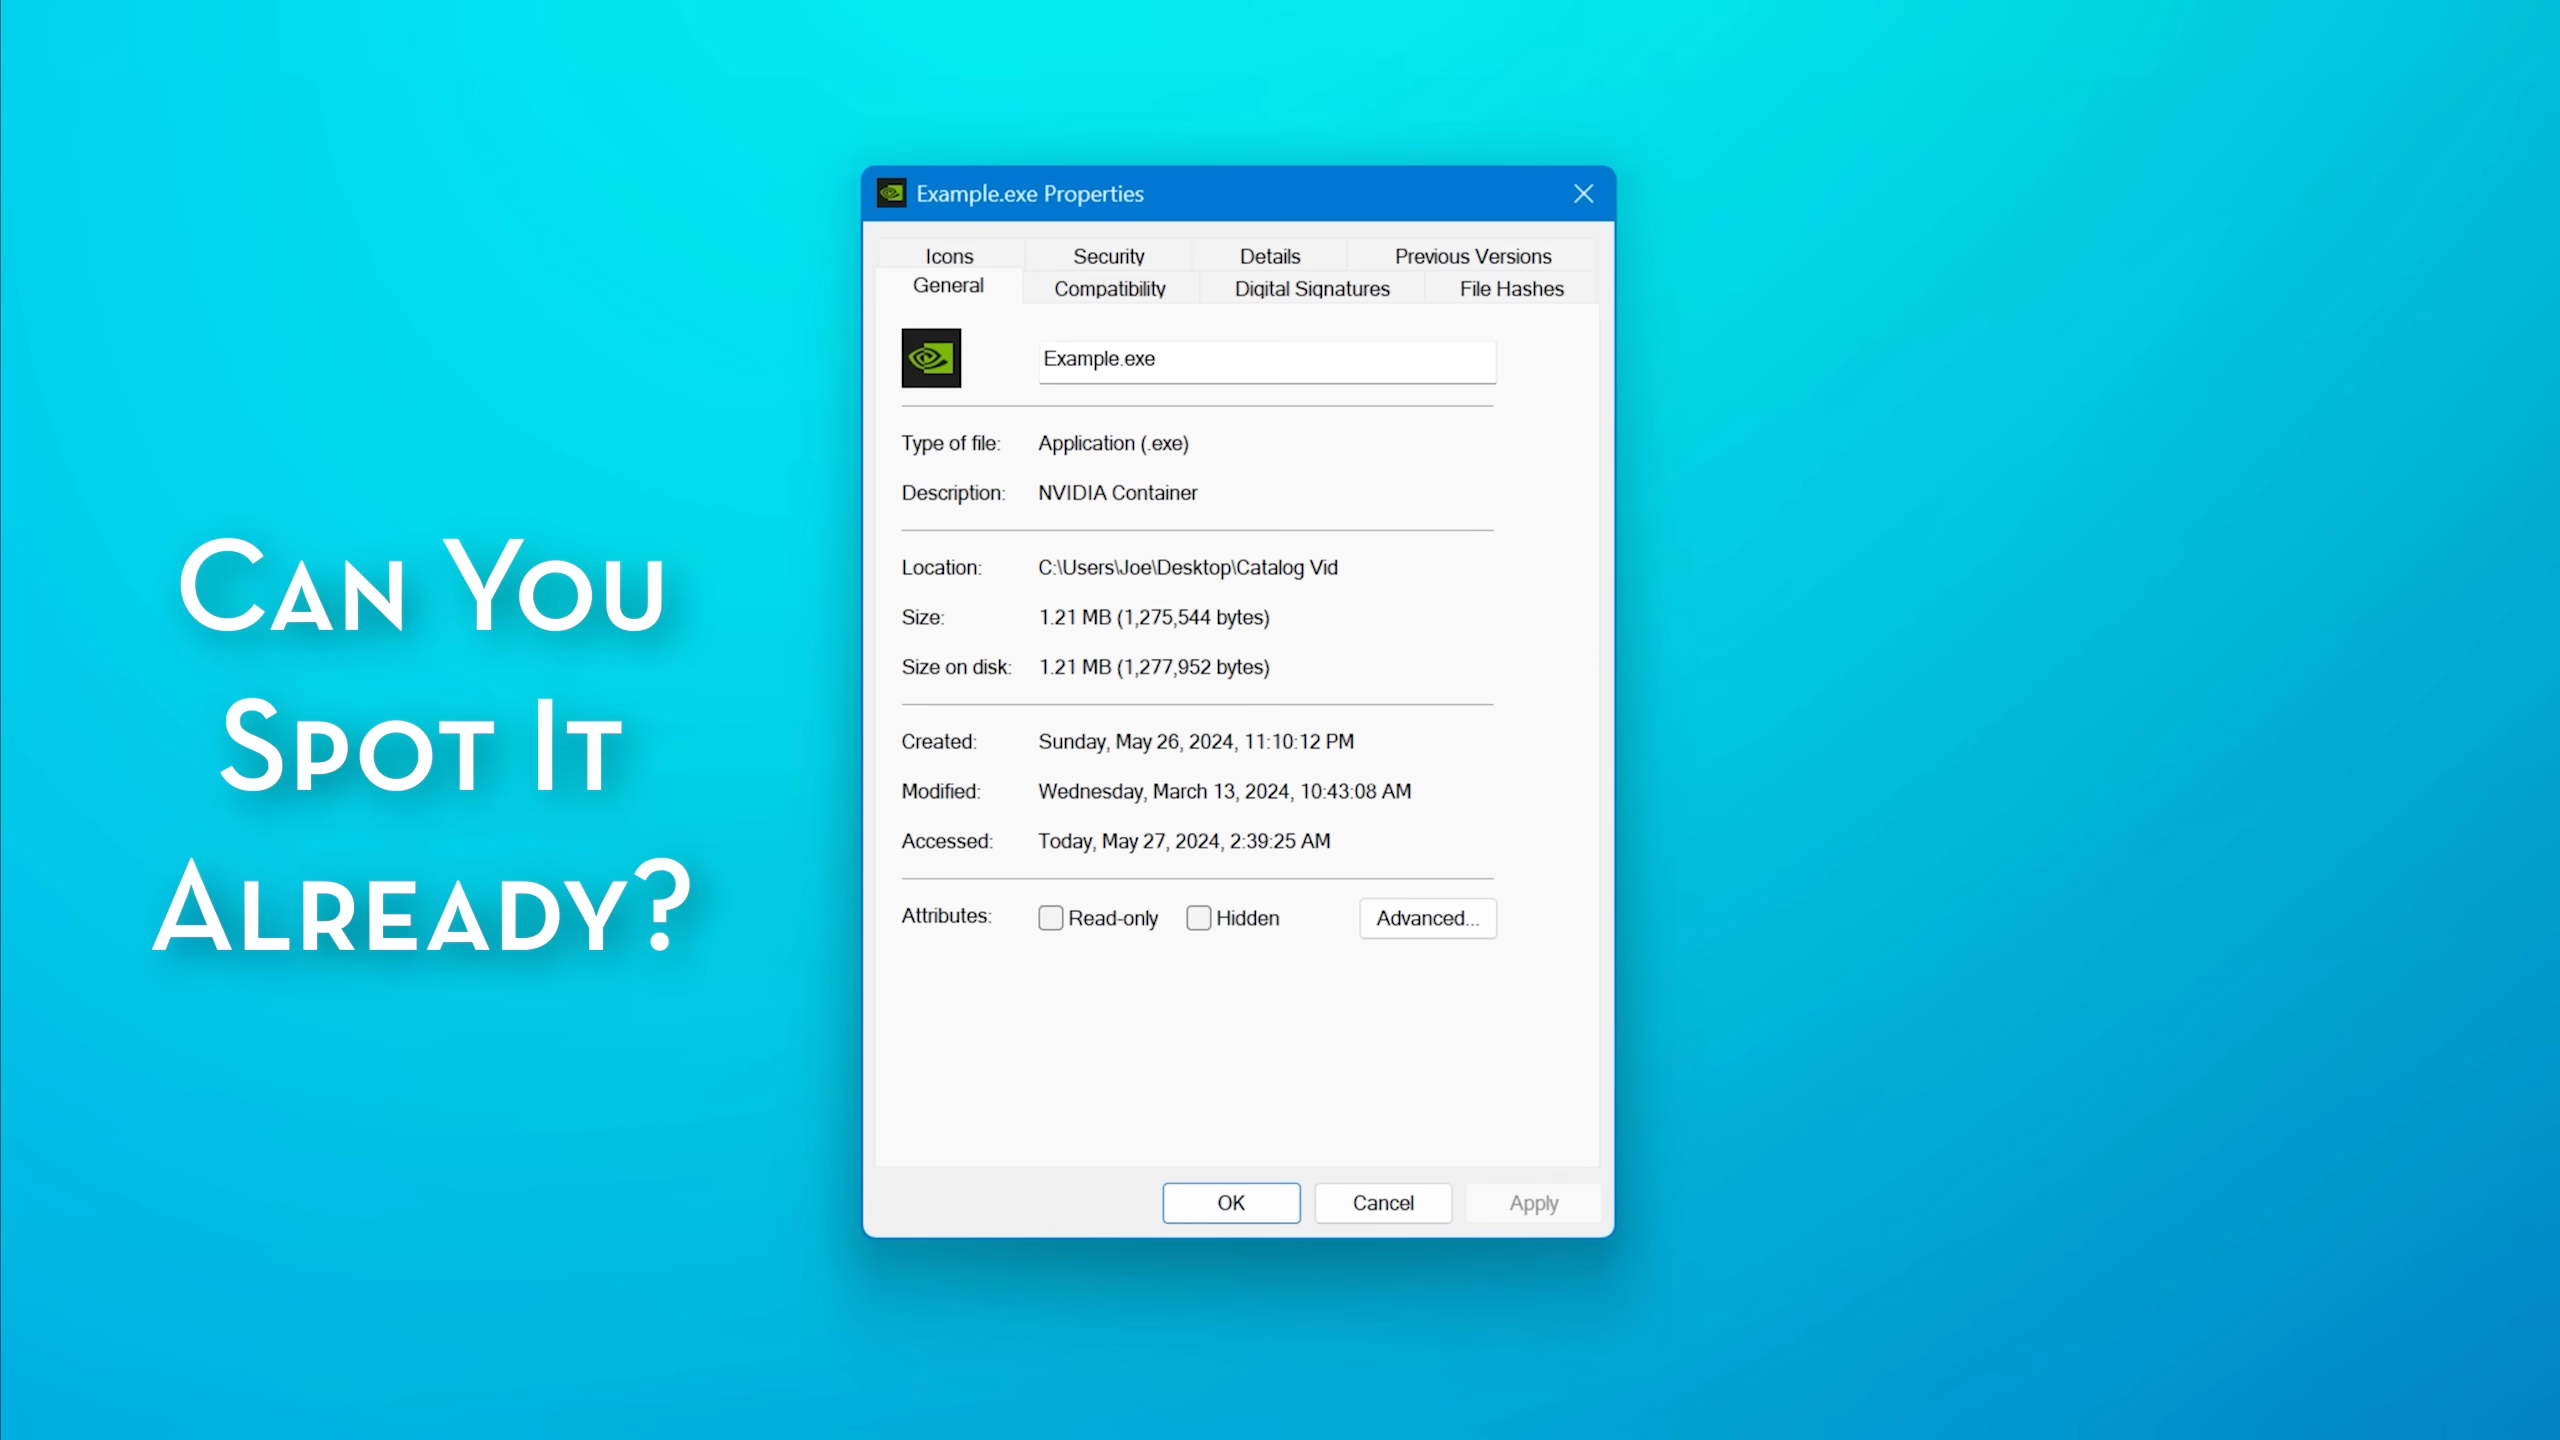 Can You
Spot It
Already?
Example.exe Properties
Icons Security Details Previous Versions
General Compatibility Digital Signatures File Hashes
Example.exe
Type of file: Application (.exe)
Description: NVIDIA Container
Location: C:\Users\Joe\Desktop\Catalog Vid
Size: 1.21 MB (1,275,544 bytes)
Size on disk: 1.21 MB (1,277,952 bytes)
Created: Sunday, May 26, 2024, 11:10:12 PM
Modified: Wednesday, March 13, 2024, 10:43:08 AM
Accessed: Today, May 27, 2024, 2:39:25 AM
Attributes: Read-only Hidden Advanced...
OK Cancel Apply